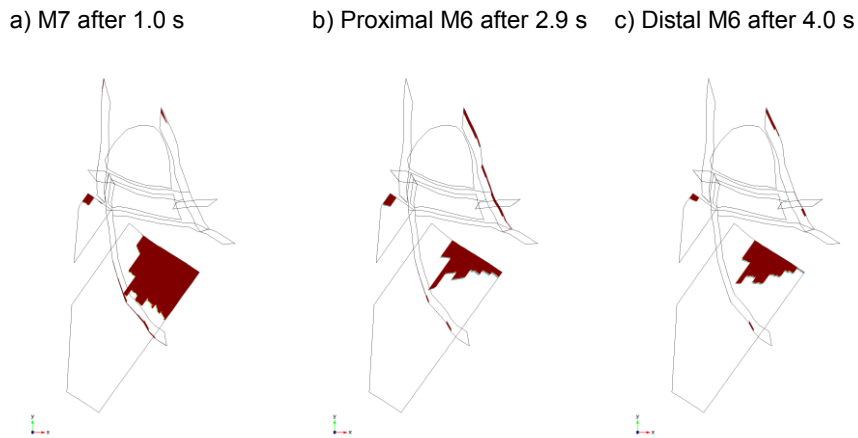 a) M7 after 1.0 s
b) Proximal M6 after 2.9 s
c) Distal M6 after 4.0 s
y
x
y
x
y
x